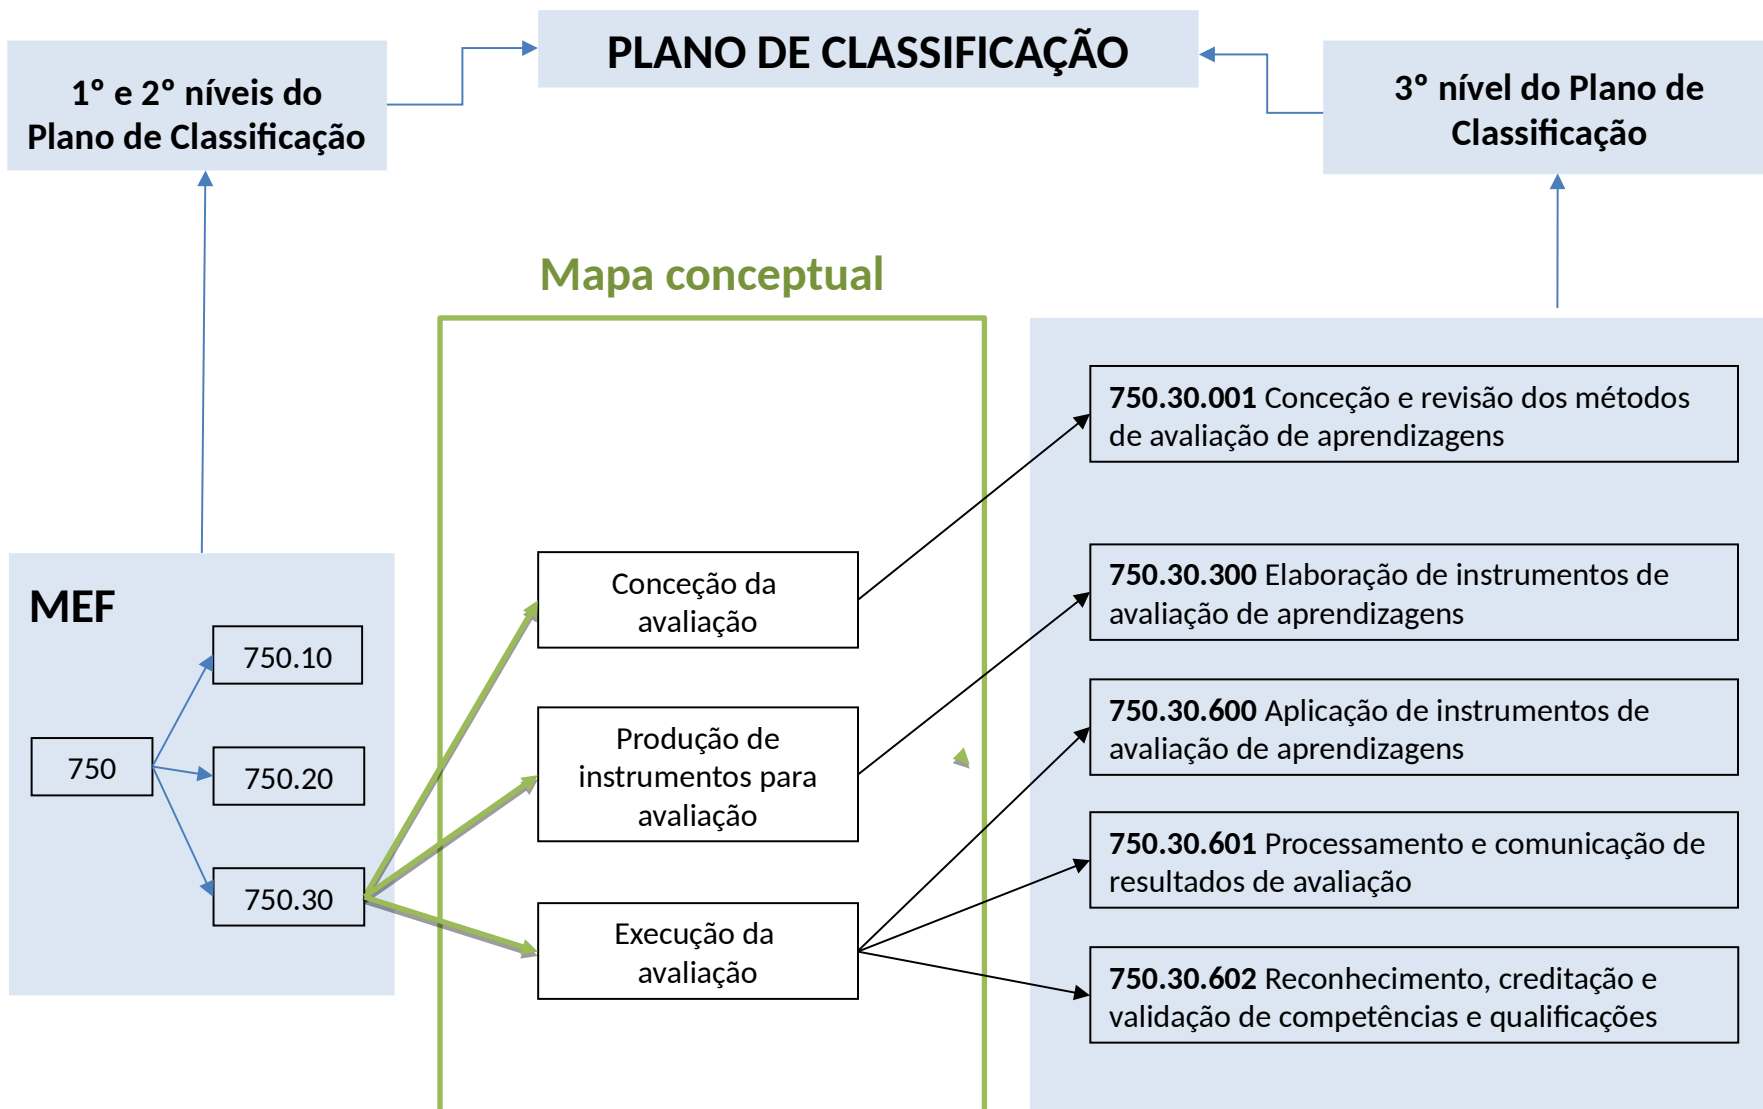 PLANO DE CLASSIFICAÇÃO
1º e 2º níveis do
Plano de Classificação
3º nível do Plano de
Classificação
Mapa conceptual
MEF
750
750.10
750.20
750.30
Conceção da
avaliação
Produção de
instrumentos para
avaliação
Execução da
avaliação
750.30.001 Conceção e revisão dos métodos
de avaliação de aprendizagens
750.30.300 Elaboração de instrumentos de
avaliação de aprendizagens
750.30.600 Aplicação de instrumentos de
avaliação de aprendizagens
750.30.601 Processamento e comunicação de
resultados de avaliação
750.30.602 Reconhecimento, creditação e
validação de competências e qualificações